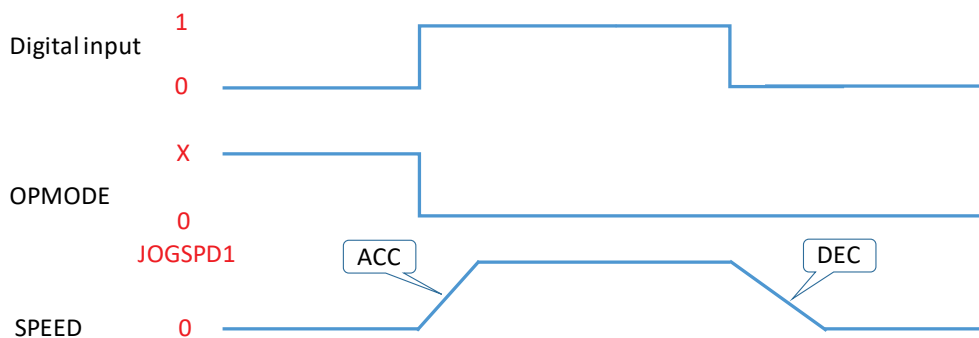 1
Digital input
0
X
OPMODE
0
JOGSPD1
ACC
DEC
SPEED 0